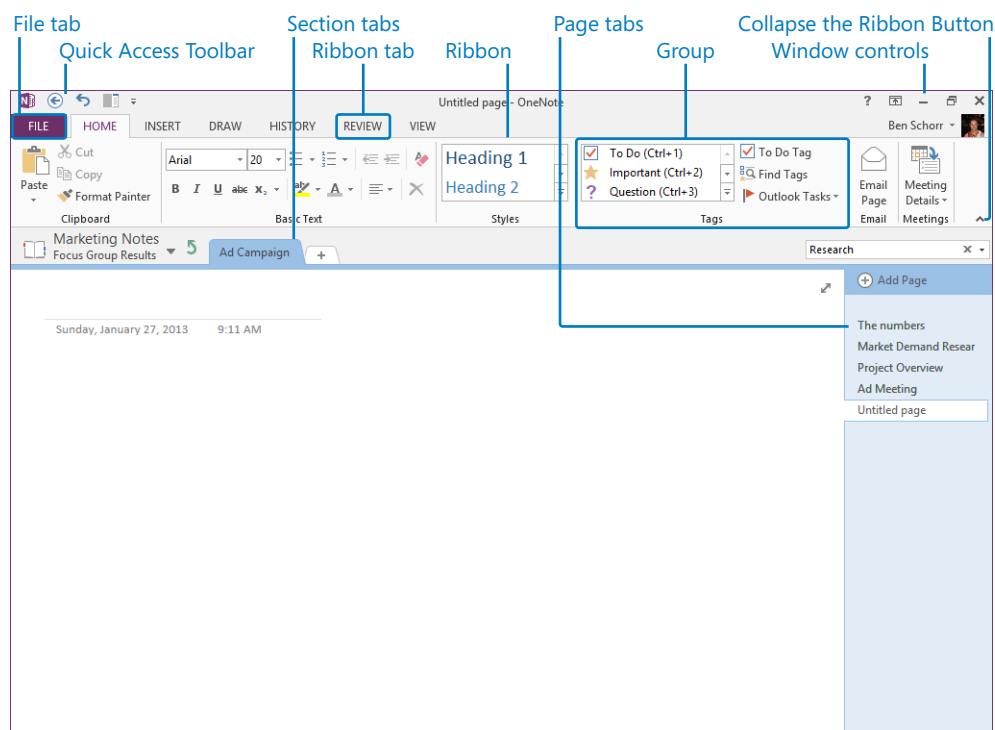 File tab Section tabs Page tabs Collapse the Ribbon Button
Quick Access Toolbar Ribbon tab Ribbon Group Window controls
Untitled page - OneNote ?
FILE HOME INSERT DRAW HISTORY REVIEW VIEW Ben Schorr
Cut Arial 20 Heading 1 To Do (Ctrl+1) To Do Tag
Copy Important (Ctrl+2) Find Tags
Paste Format Painter B I U abc X₂ aby A Heading 2 ? Question (Ctrl+3) Outlook Tasks Email Page Meeting Details
Clipboard Basic Text Styles Tags Email Meetings
Marketing Notes
Focus Group Results Ad Campaign + Research
Add Page
Sunday, January 27, 2013 9:11 AM
The numbers
Market Demand Resear
Project Overview
Ad Meeting
Untitled page